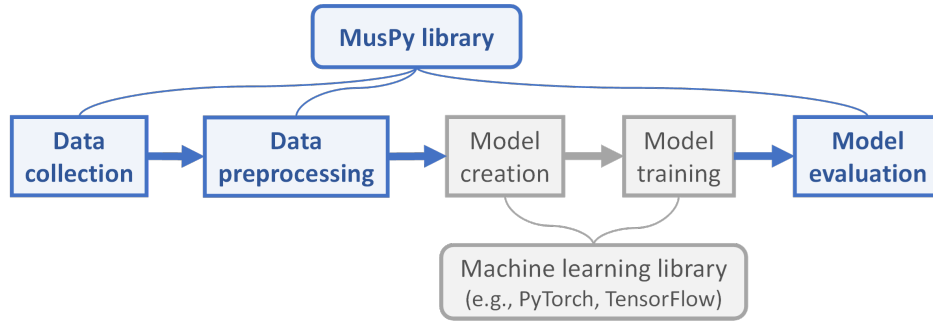 MusPy library
Data
collection
Data
preprocessing
Model
creation
Model
training
Model
evaluation
Machine learning library
(e.g., PyTorch, TensorFlow)